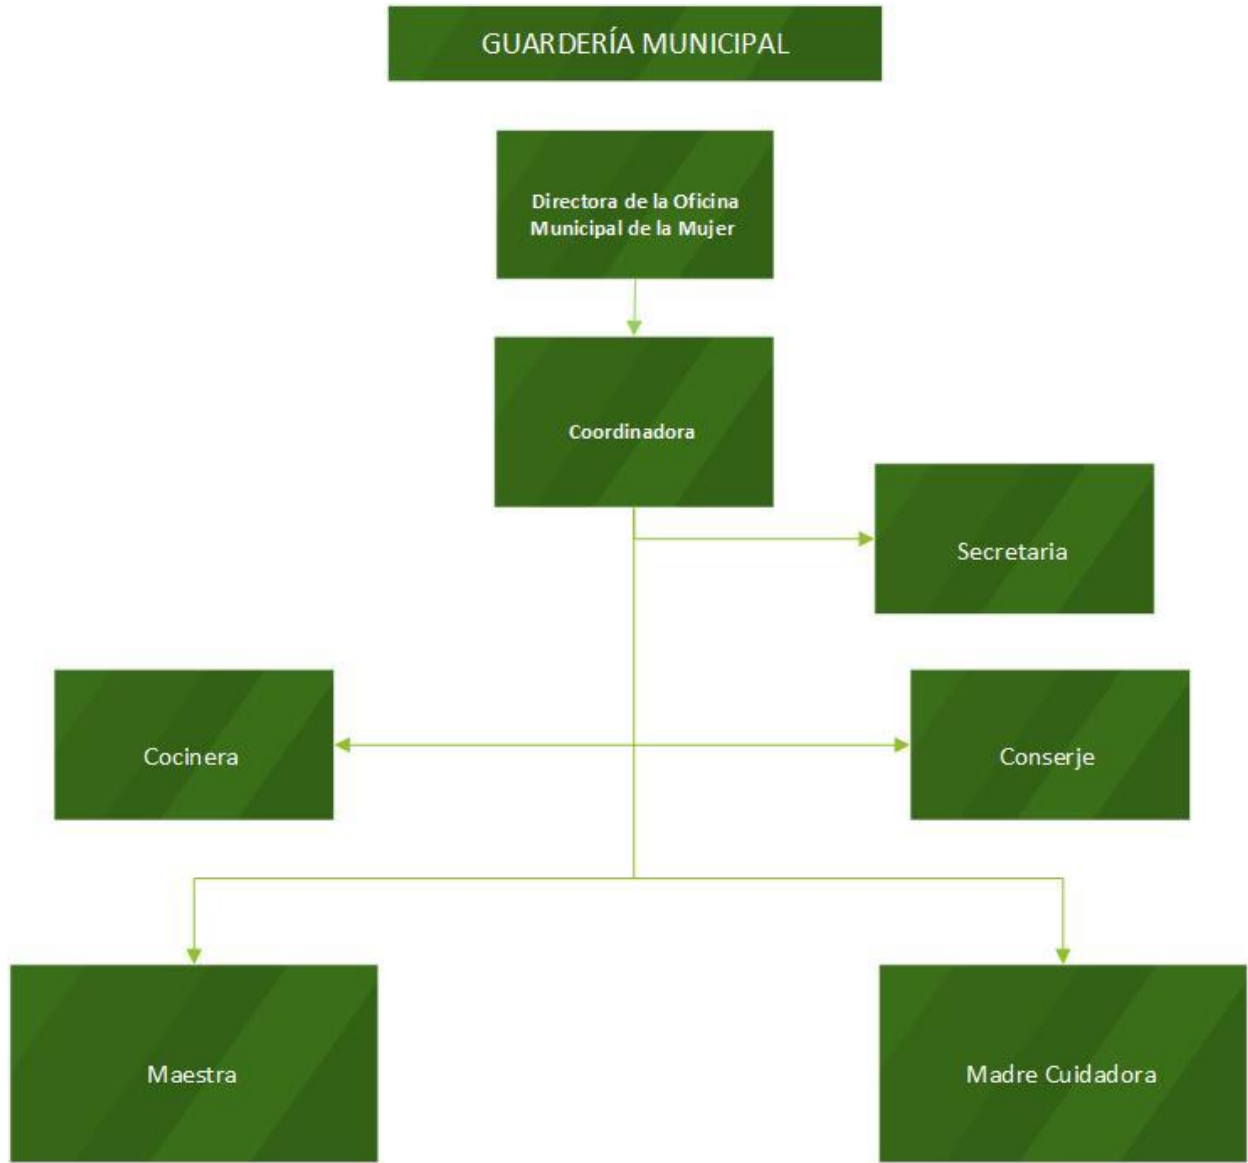 GUARDERÍA MUNICIPAL
Directora de la Oficina
Municipal de la Mujer
Coordinadora
Secretaria
Cocinera
Conserje
Maestra
Madre Cuidadora